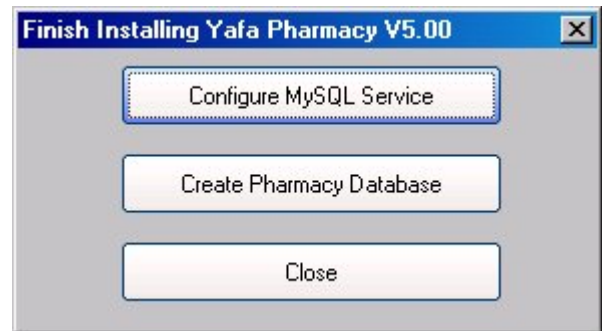 Finish Installing Yafa Pharmacy V5.00
Configure MySQL Service
Create Pharmacy Database
Close